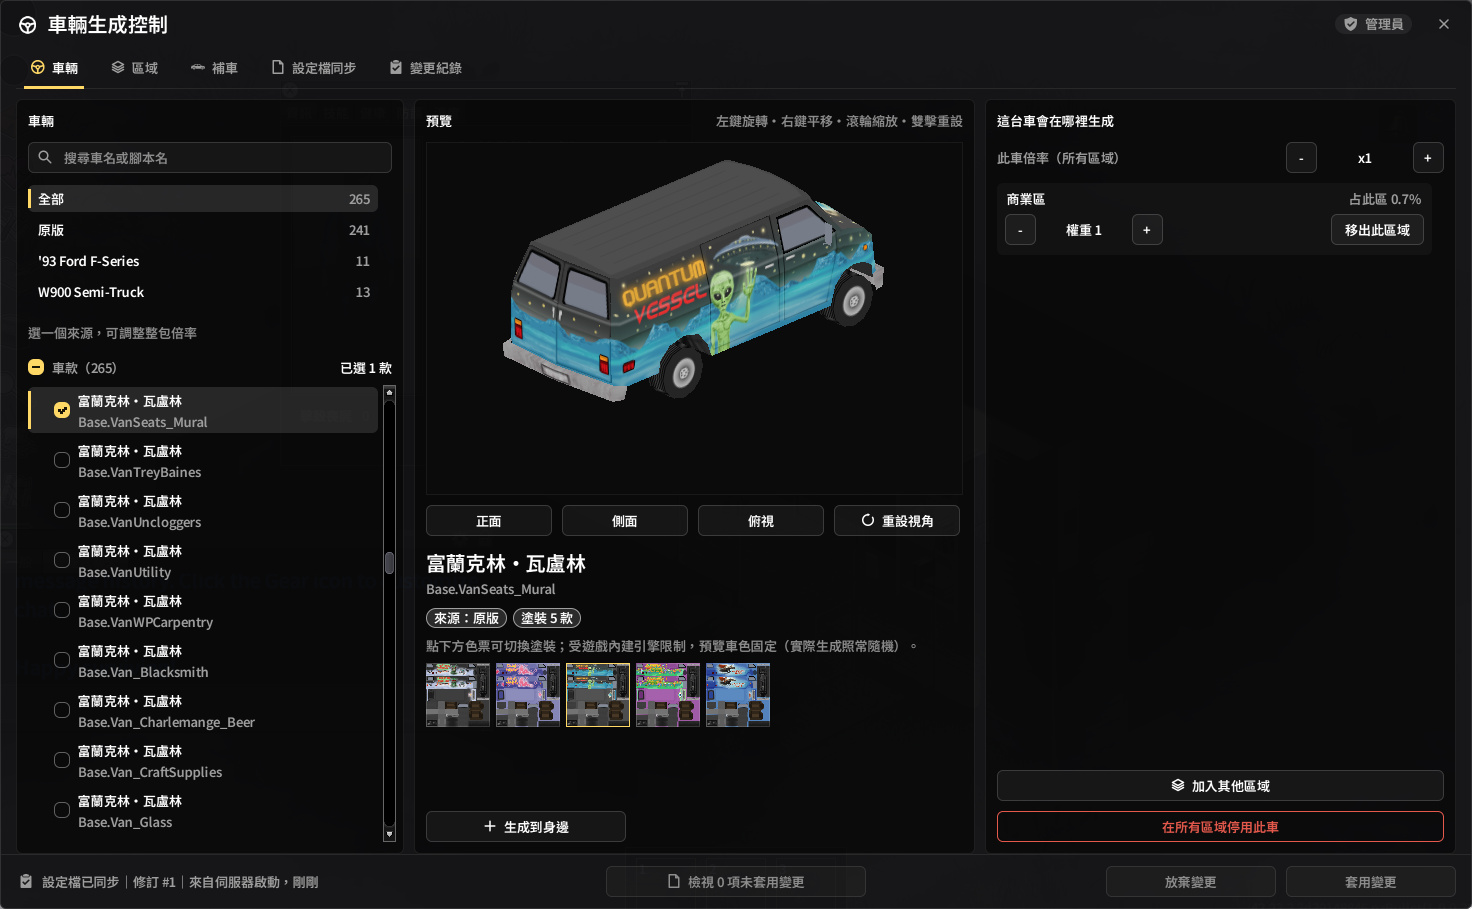 車輛生成控制
管理員
車輛
區域
補車
設定檔同步
變更紀錄
車輛
搜尋車名或腳本名
全部 265
原版 241
'93 Ford F-Series 11
W900 Semi-Truck 13
選一個來源，可調整整包倍率
車款（265） 已選 1 款
富蘭克林・瓦盧林
Base.VanSeats_Mural
富蘭克林・瓦盧林
Base.VanTreyBaines
富蘭克林・瓦盧林
Base.VanUncloggers
富蘭克林・瓦盧林
Base.VanUtility
富蘭克林・瓦盧林
Base.VanWPCarpentry
富蘭克林・瓦盧林
Base.Van_Blacksmith
富蘭克林・瓦盧林
Base.Van_Charlemange_Beer
富蘭克林・瓦盧林
Base.Van_CraftSupplies
富蘭克林・瓦盧林
Base.Van_Glass
預覽
左鍵旋轉・右鍵平移・滾輪縮放・雙擊重設
QUANTUM
VESSEL
正面
側面
俯視
重設視角
富蘭克林・瓦盧林
Base.VanSeats_Mural
來源：原版
塗裝 5 款
點下方色票可切換塗裝；受遊戲內建引擎限制，預覽車色固定（實際生成照常隨機）。
+ 生成到身邊
這台車會在哪裡生成
此車倍率（所有區域） - x1 +
商業區 占此區 0.7%
- 權重 1 + 移出此區域
加入其他區域
在所有區域停用此車
設定檔已同步｜修訂 #1｜來自伺服器啟動，剛剛
檢視 0 項未套用變更
放棄變更
套用變更